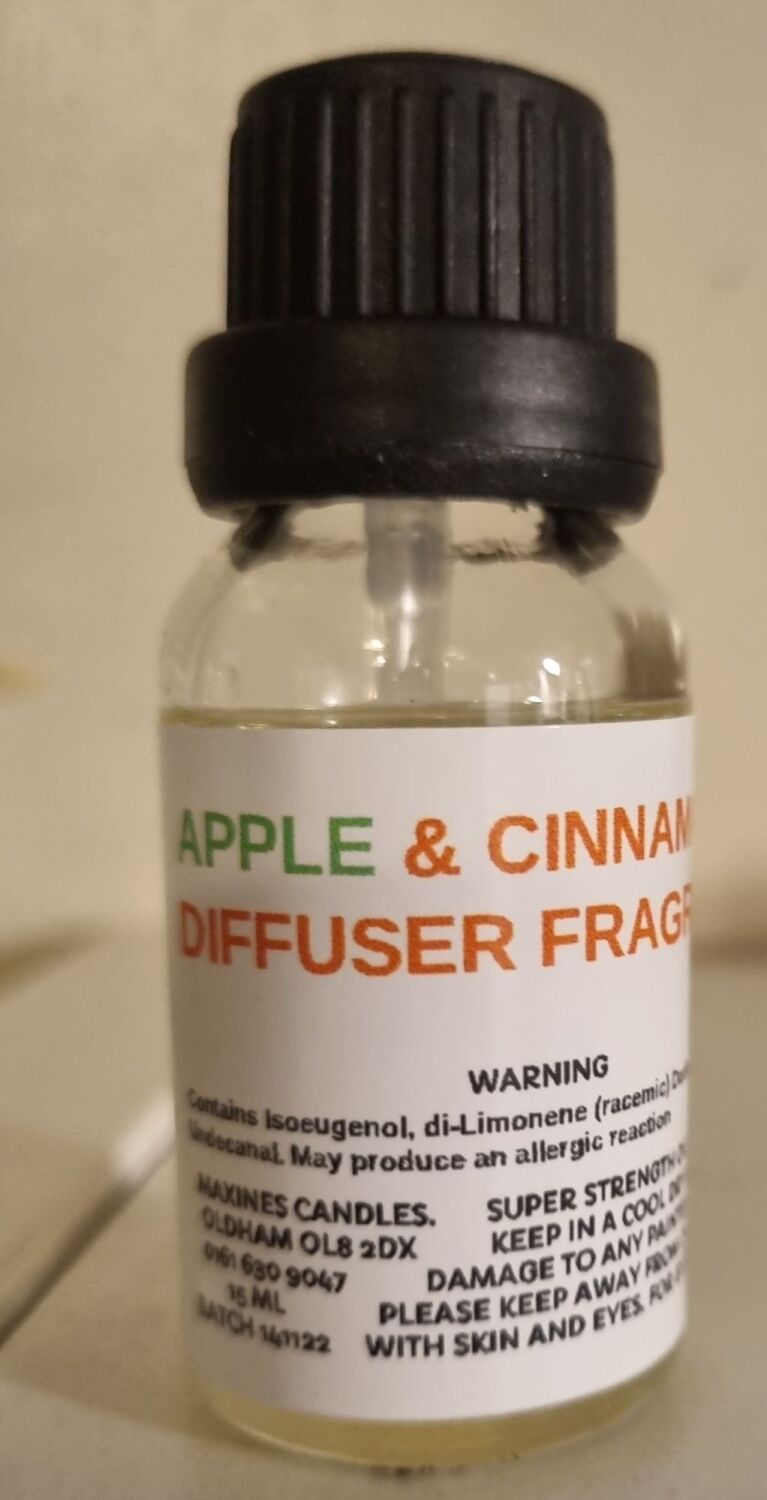 APPLE & CINNAM
DIFFUSER FRAGR
WARNING
Contains Isoeugenol, di-Limonene (racemic)
Undecanal. May produce an allergic reaction
MAXINES CANDLES.
OLDHAM OL8 2DX
0161 630 9047
15 ML
BATCH 141122
SUPER STRENGTH
KEEP IN A COOL
DAMAGE TO ANY PAINT
PLEASE KEEP AWAY FROM
WITH SKIN AND EYES. FOR